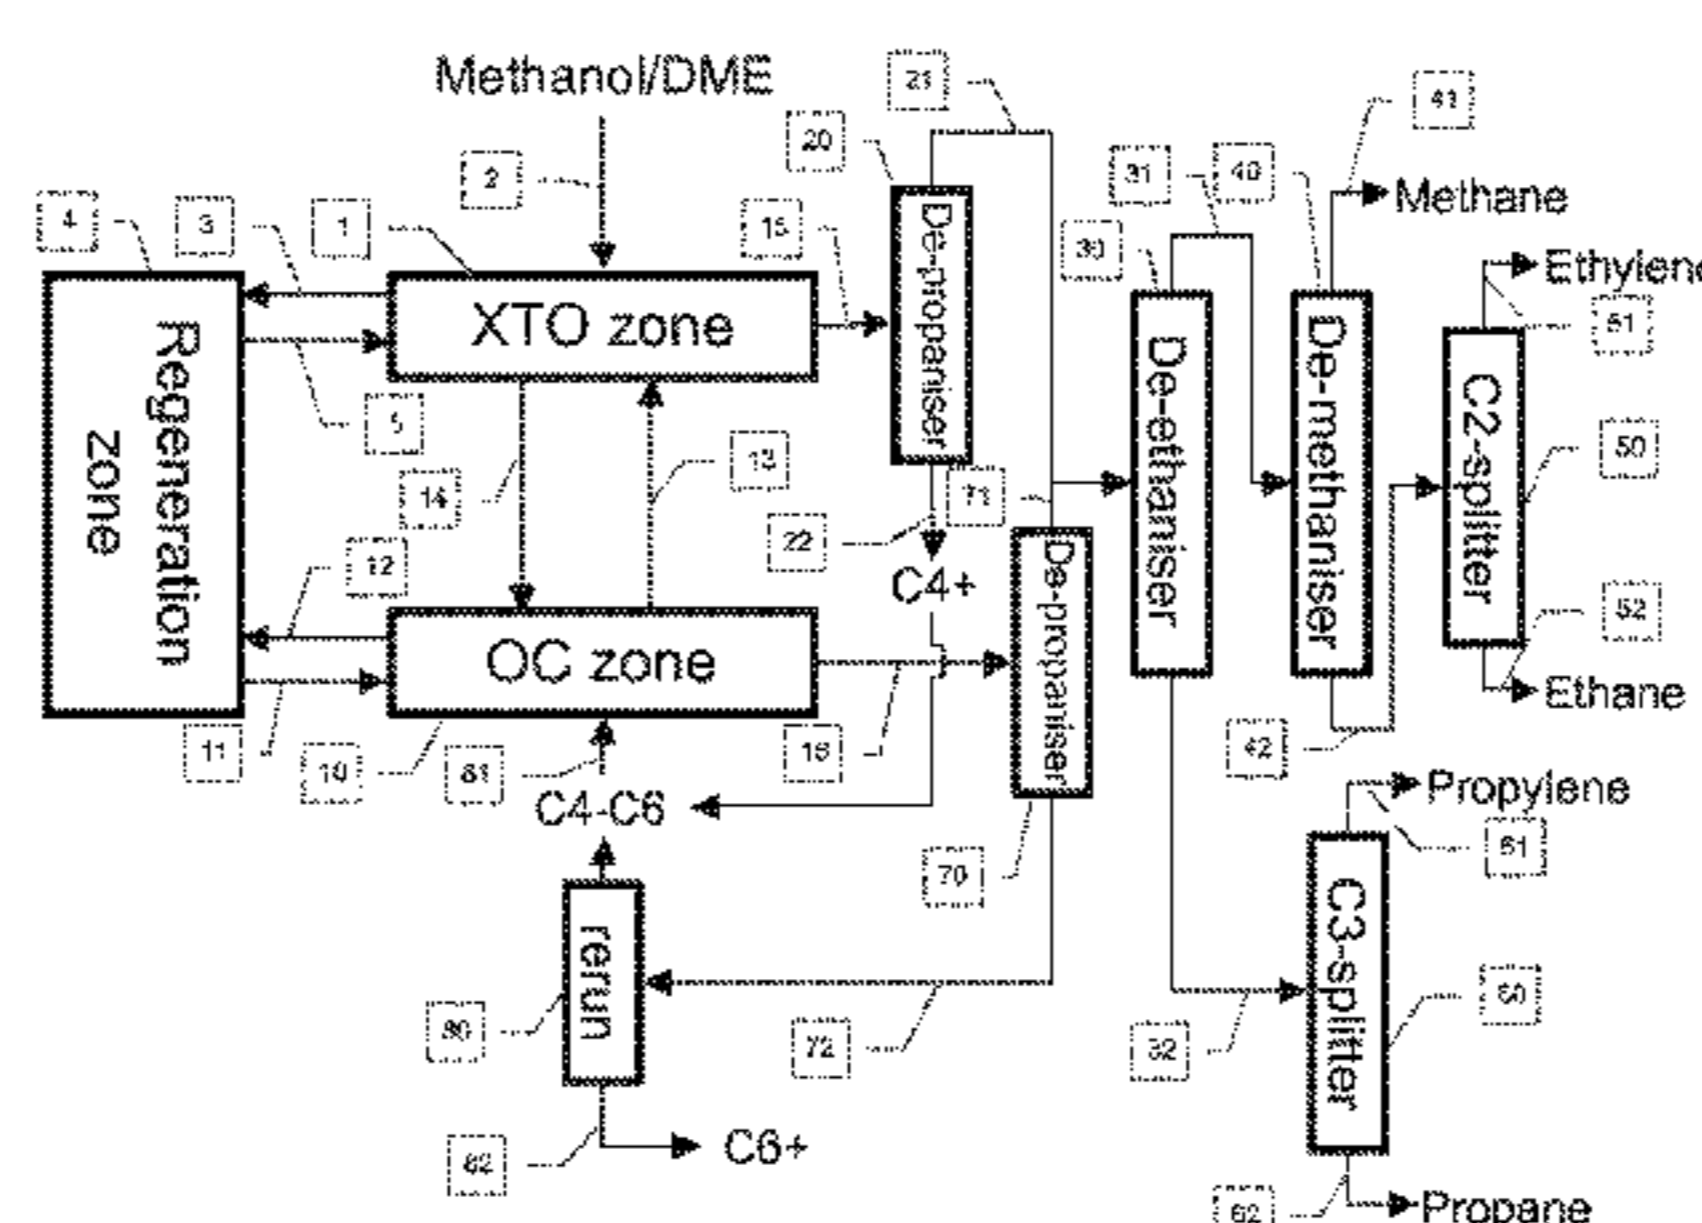 Methanol/DME
21
41
20
2
31
40
Methane
4
3
1
15
30
Ethylene
51
XTO zone
De-propaniser
De-ethaniser
De-methaniser
C2-splitter
Regeneration
zone
5
13
50
14
71
22
12
C4+
De-propaniser
52
OC zone
Ethane
11
10
81
16
42
C4-C6
Propylene
61
70
C3-splitter
rerun
60
80
72
32
C6+
82
62
Propane